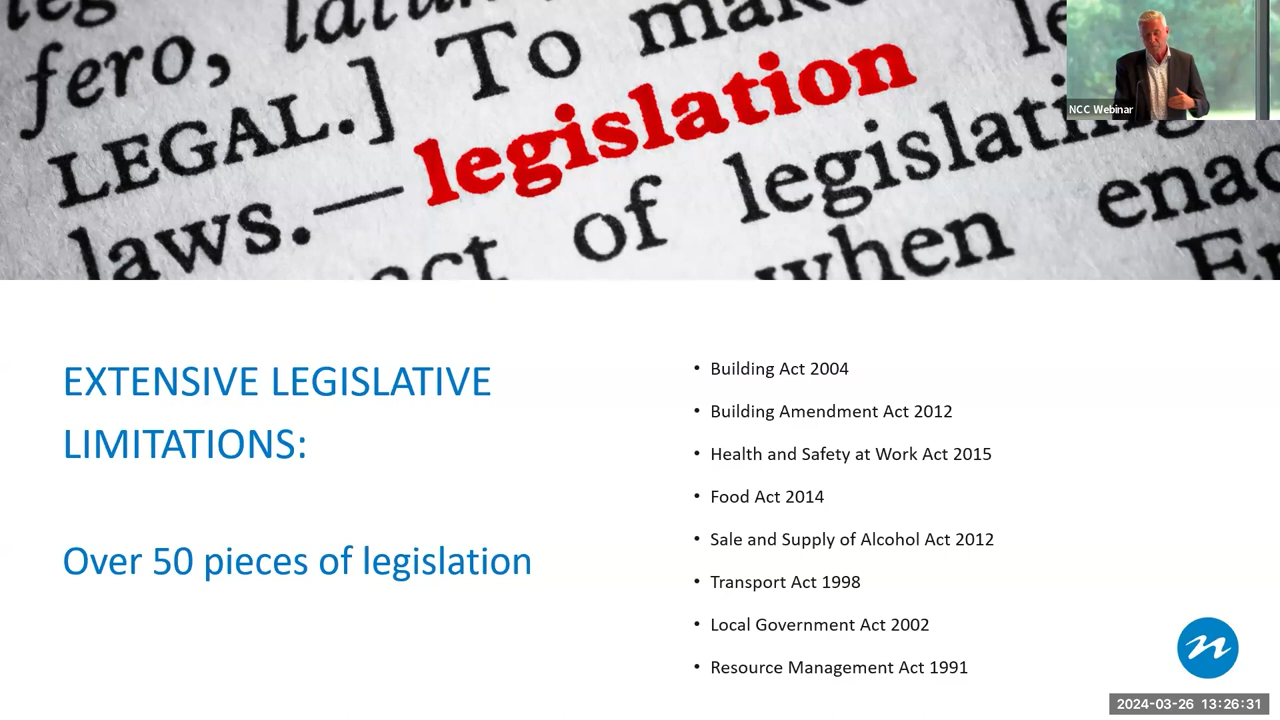 fero,
LEGAL.] To
laws.—legislation
of legislating
when
NCC Webinar
EXTENSIVE LEGISLATIVE
LIMITATIONS:
Over 50 pieces of legislation
• Building Act 2004
• Building Amendment Act 2012
• Health and Safety at Work Act 2015
• Food Act 2014
• Sale and Supply of Alcohol Act 2012
• Transport Act 1998
• Local Government Act 2002
• Resource Management Act 1991
2024-03-26 13:26:31